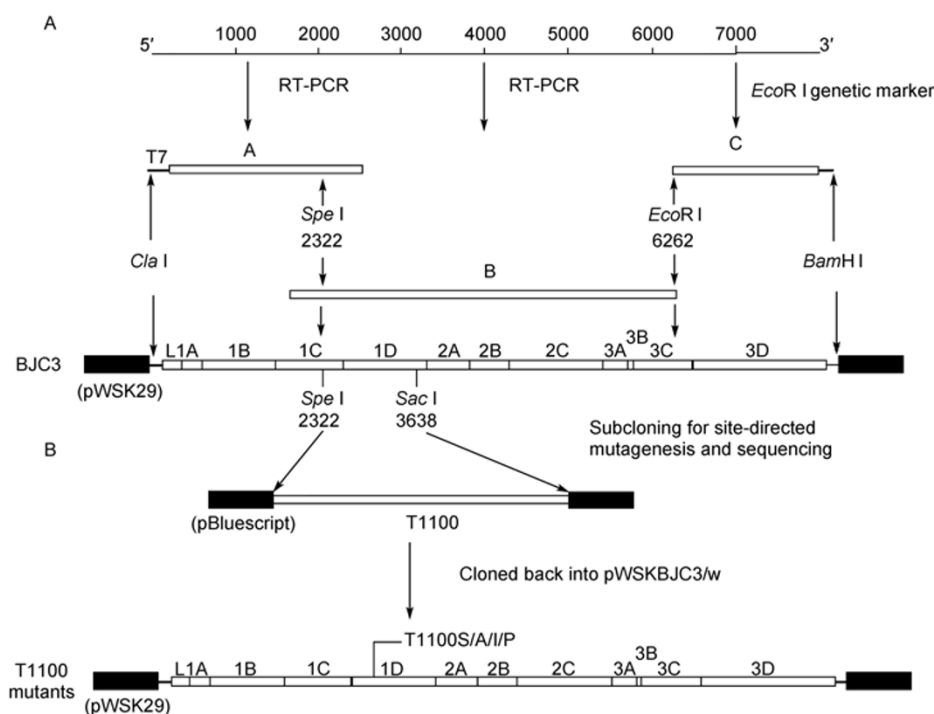 A
5′ 1000 2000 3000 4000 5000 6000 7000 3′
RT-PCR RT-PCR EcoR I genetic marker
A C
T7
Spe I EcoR I
2322 6262
Cla I BamH I
B
3B
L1A 1B 1C 1D 2A 2B 2C 3A 3C 3D
BJC3
(pWSK29)
Spe I Sac I
2322 3638
Subcloning for site-directed
mutagenesis and sequencing
B
(pBluescript) T1100
Cloned back into pWSKBJC3/w
T1100S/A/I/P
3B
L1A 1B 1C 1D 2A 2B 2C 3A 3C 3D
T1100
mutants
(pWSK29)